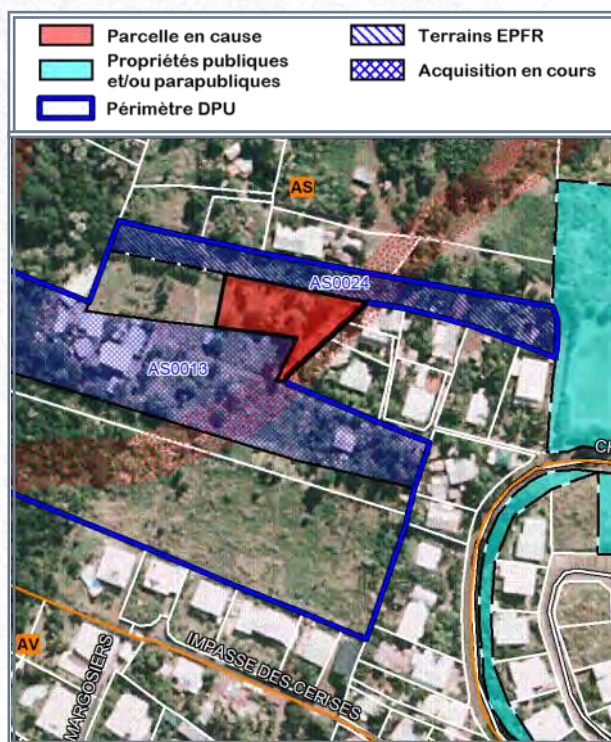 Parcelle en cause
Propriétés publiques
et/ou parapubliques
Périmètre DPU
Terrains EPFR
Acquisition en cours
AS
AS0024
AS0013
AV
MARGOSIERS
IMPASSE DES CERISES